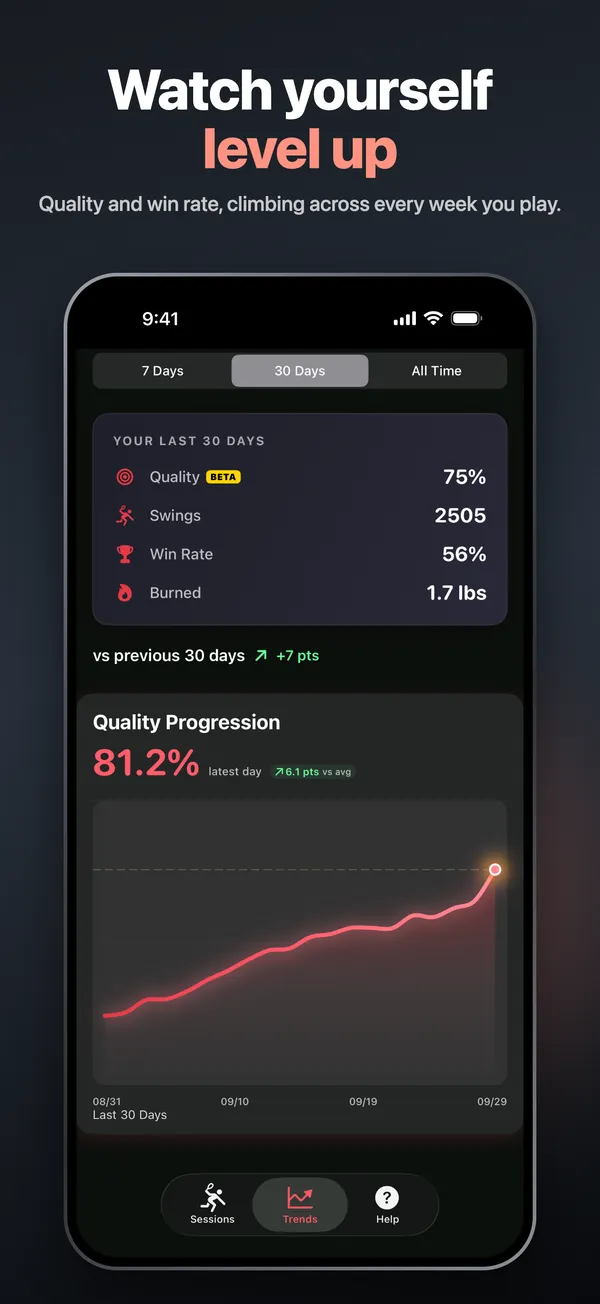 Watch yourself
level up
Quality and win rate, climbing across every week you play.
9:41
7 Days 30 Days All Time
YOUR LAST 30 DAYS
Quality BETA 75%
Swings 2505
Win Rate 56%
Burned 1.7 lbs
vs previous 30 days +7 pts
Quality Progression
81.2% latest day 6.1 pts vs avg
08/31 09/10 09/19 09/29
Last 30 Days
Sessions Trends Help